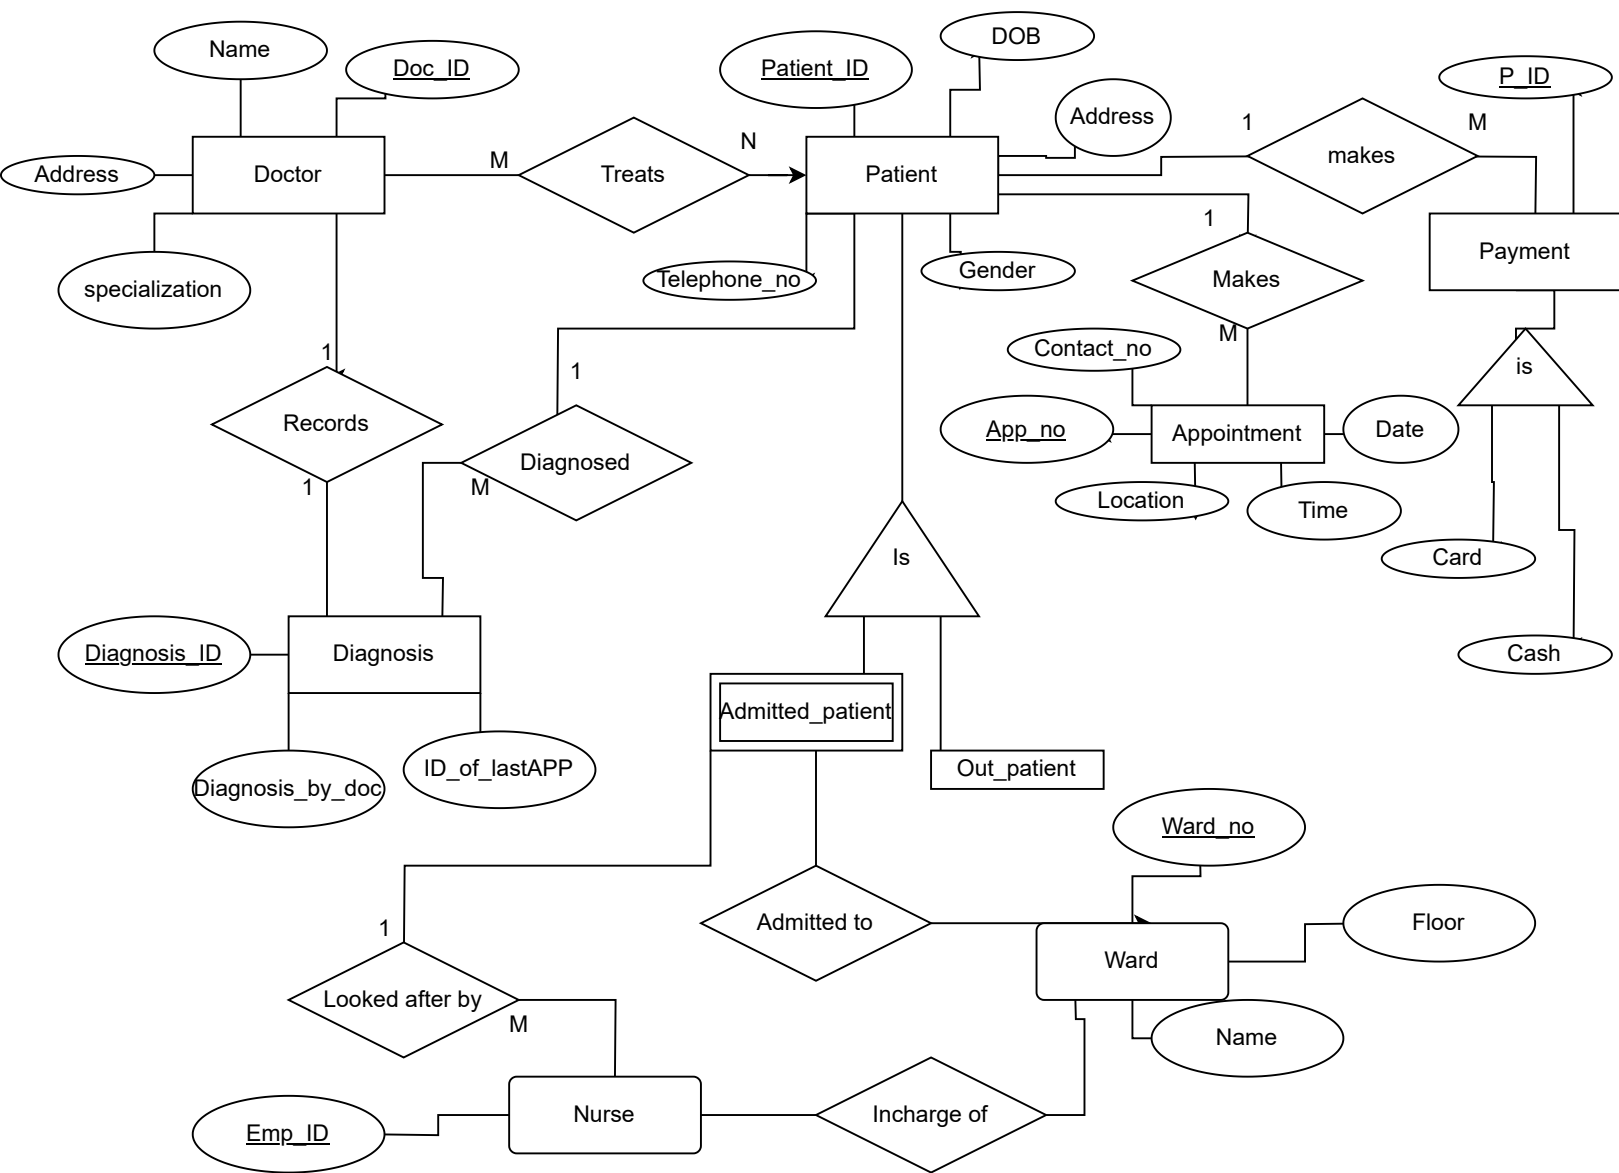 Name
Doc_ID
Patient_ID
DOB
P_ID
Address
1
M
N
M
makes
Address
Doctor
Treats
Patient
1
Payment
specialization
Telephone_no
Gender
Makes
M
1
Contact_no
is
1
Records
App_no
Appointment
Date
Diagnosed
1
M
Location
Time
Is
Card
Diagnosis_ID
Diagnosis
Cash
Admitted_patient
Diagnosis_by_doc
ID_of_lastAPP
Out_patient
Ward_no
1
Admitted to
Floor
Ward
Looked after by
M
Name
Nurse
Incharge of
Emp_ID